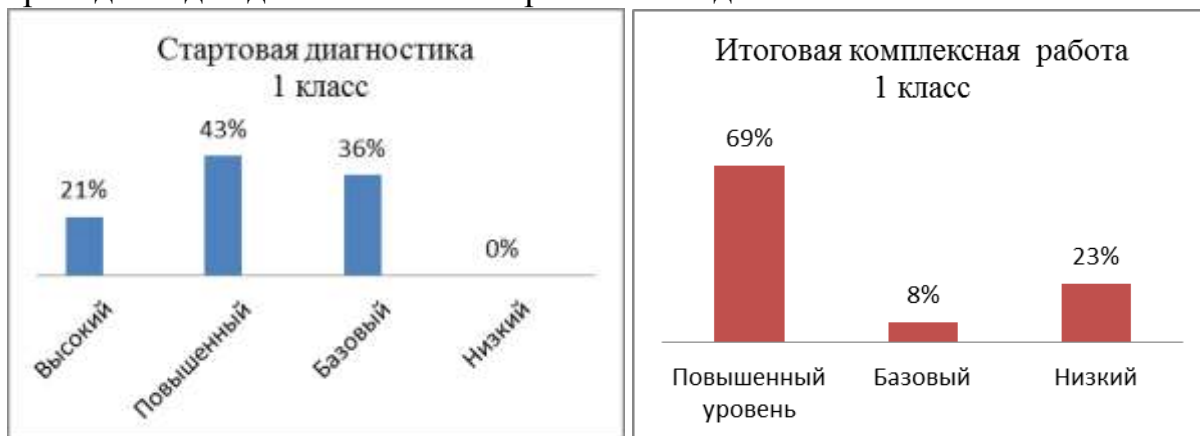 Стартовая диагностика
1 класс
43%
36%
21%
0%
Высокий
Повышенный
Базовый
Низкий
Итоговая комплексная работа
1 класс
69%
8%
23%
Повышенный
уровень
Базовый
Низкий